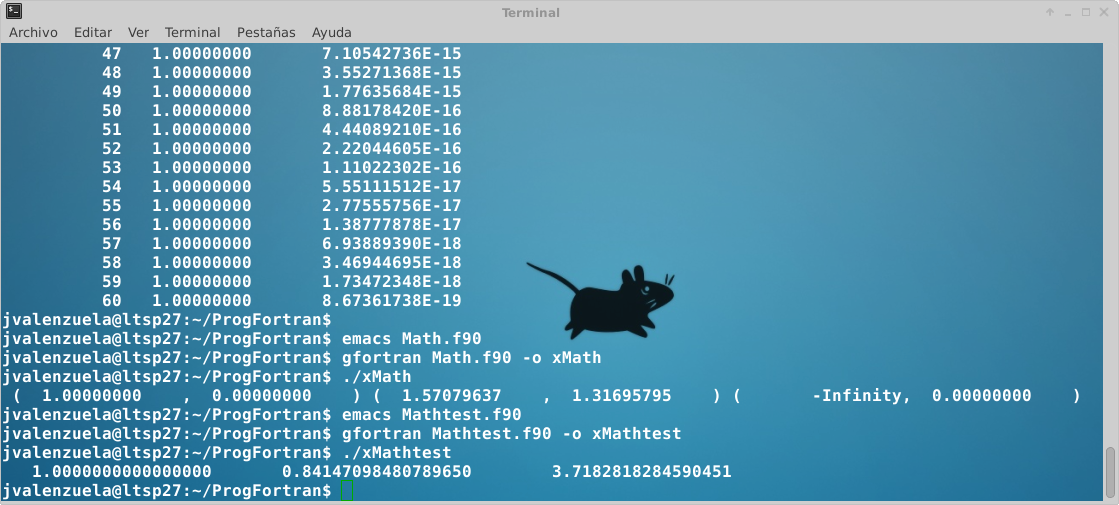 Terminal
Archivo Editar Ver Terminal Pestañas Ayuda
47 1.00000000 7.10542736E-15
48 1.00000000 3.55271368E-15
49 1.00000000 1.77635684E-15
50 1.00000000 8.88178420E-16
51 1.00000000 4.44089210E-16
52 1.00000000 2.22044605E-16
53 1.00000000 1.11022302E-16
54 1.00000000 5.55111512E-17
55 1.00000000 2.77555756E-17
56 1.00000000 1.38777878E-17
57 1.00000000 6.93889390E-18
58 1.00000000 3.46944695E-18
59 1.00000000 1.73472348E-18
60 1.00000000 8.67361738E-19
jvalenzuela@ltsp27:~/ProgFortran$
jvalenzuela@ltsp27:~/ProgFortran$ emacs Math.f90
jvalenzuela@ltsp27:~/ProgFortran$ gfortran Math.f90 -o xMath
jvalenzuela@ltsp27:~/ProgFortran$ ./xMath
( 1.00000000 , 0.00000000 ) ( 1.57079637 , 1.31695795 ) ( -Infinity, 0.00000000 )
jvalenzuela@ltsp27:~/ProgFortran$ emacs Mathtest.f90
jvalenzuela@ltsp27:~/ProgFortran$ gfortran Mathtest.f90 -o xMathtest
jvalenzuela@ltsp27:~/ProgFortran$ ./xMathtest
1.0000000000000000 0.84147098480789650 3.7182818284590451
jvalenzuela@ltsp27:~/ProgFortran$